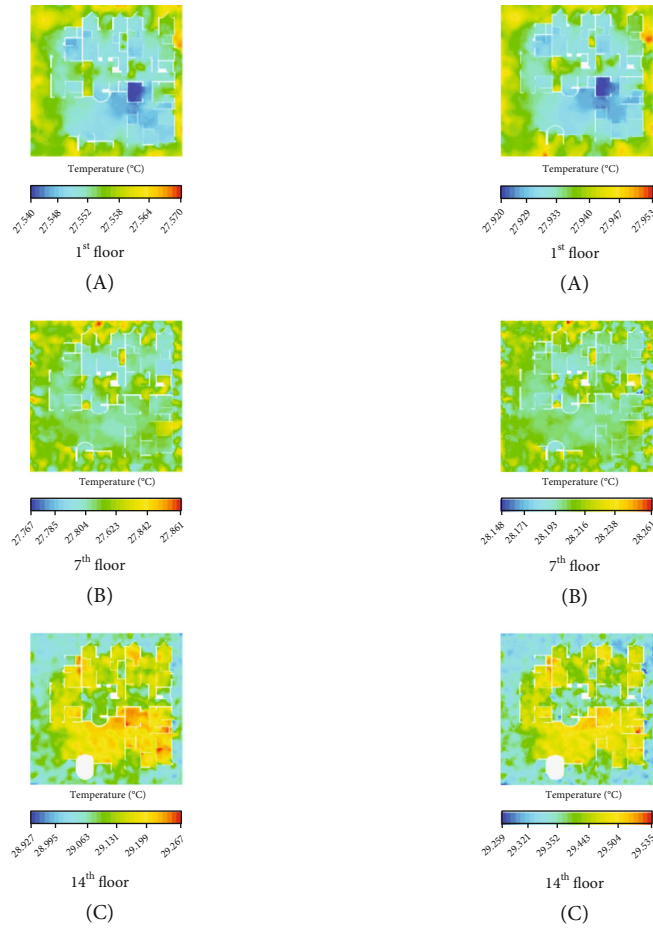 Temperature (°C)
27.540 27.548 27.552 27.558 27.564 27.570
1st floor
(A)
Temperature (°C)
27.920 27.929 27.933 27.940 27.947 27.953
1st floor
(A)
Temperature (°C)
27.767 27.785 27.804 27.623 27.842 27.861
7th floor
(B)
Temperature (°C)
28.148 28.171 28.193 28.216 28.238 28.261
7th floor
(B)
Temperature (°C)
28.927 28.995 29.063 29.131 29.199 29.267
14th floor
(C)
Temperature (°C)
29.259 29.321 29.352 29.443 29.504 29.535
14th floor
(C)